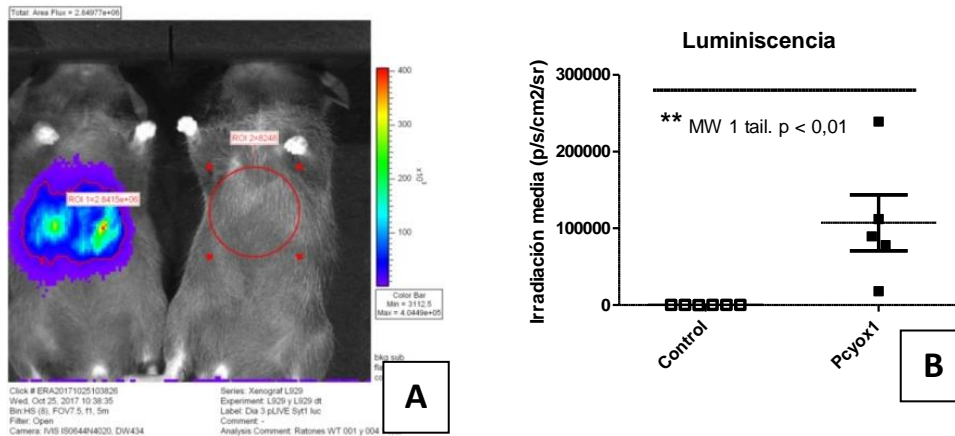 Total: Area Flux = 2.84977e+06
ROI 1=2.8415e+06
ROI 2=8248
400
300
200
100
x10³
Color Bar
Min = 3112.5
Max = 4.0449e+05
bkg sub
A
Click # ERA20171025103826
Wed, Oct 25, 2017 10:38:35
Bin:HS (8), FOV7.5, f1, 5m
Filter: Open
Camera: IVIS IS0644N4020, DW434
Series: Xenograf L929
Experiment: L929 y L929 dt
Label: Dia 3 pLIVE Syt1 luc
Comment: -
Analysis Comment: Ratones WT 001 y 004
Luminiscencia
Irradiación media (p/s/cm2/sr)
300000
200000
100000
0
** MW 1 tail. p < 0,01
Control
Pcyox1
B